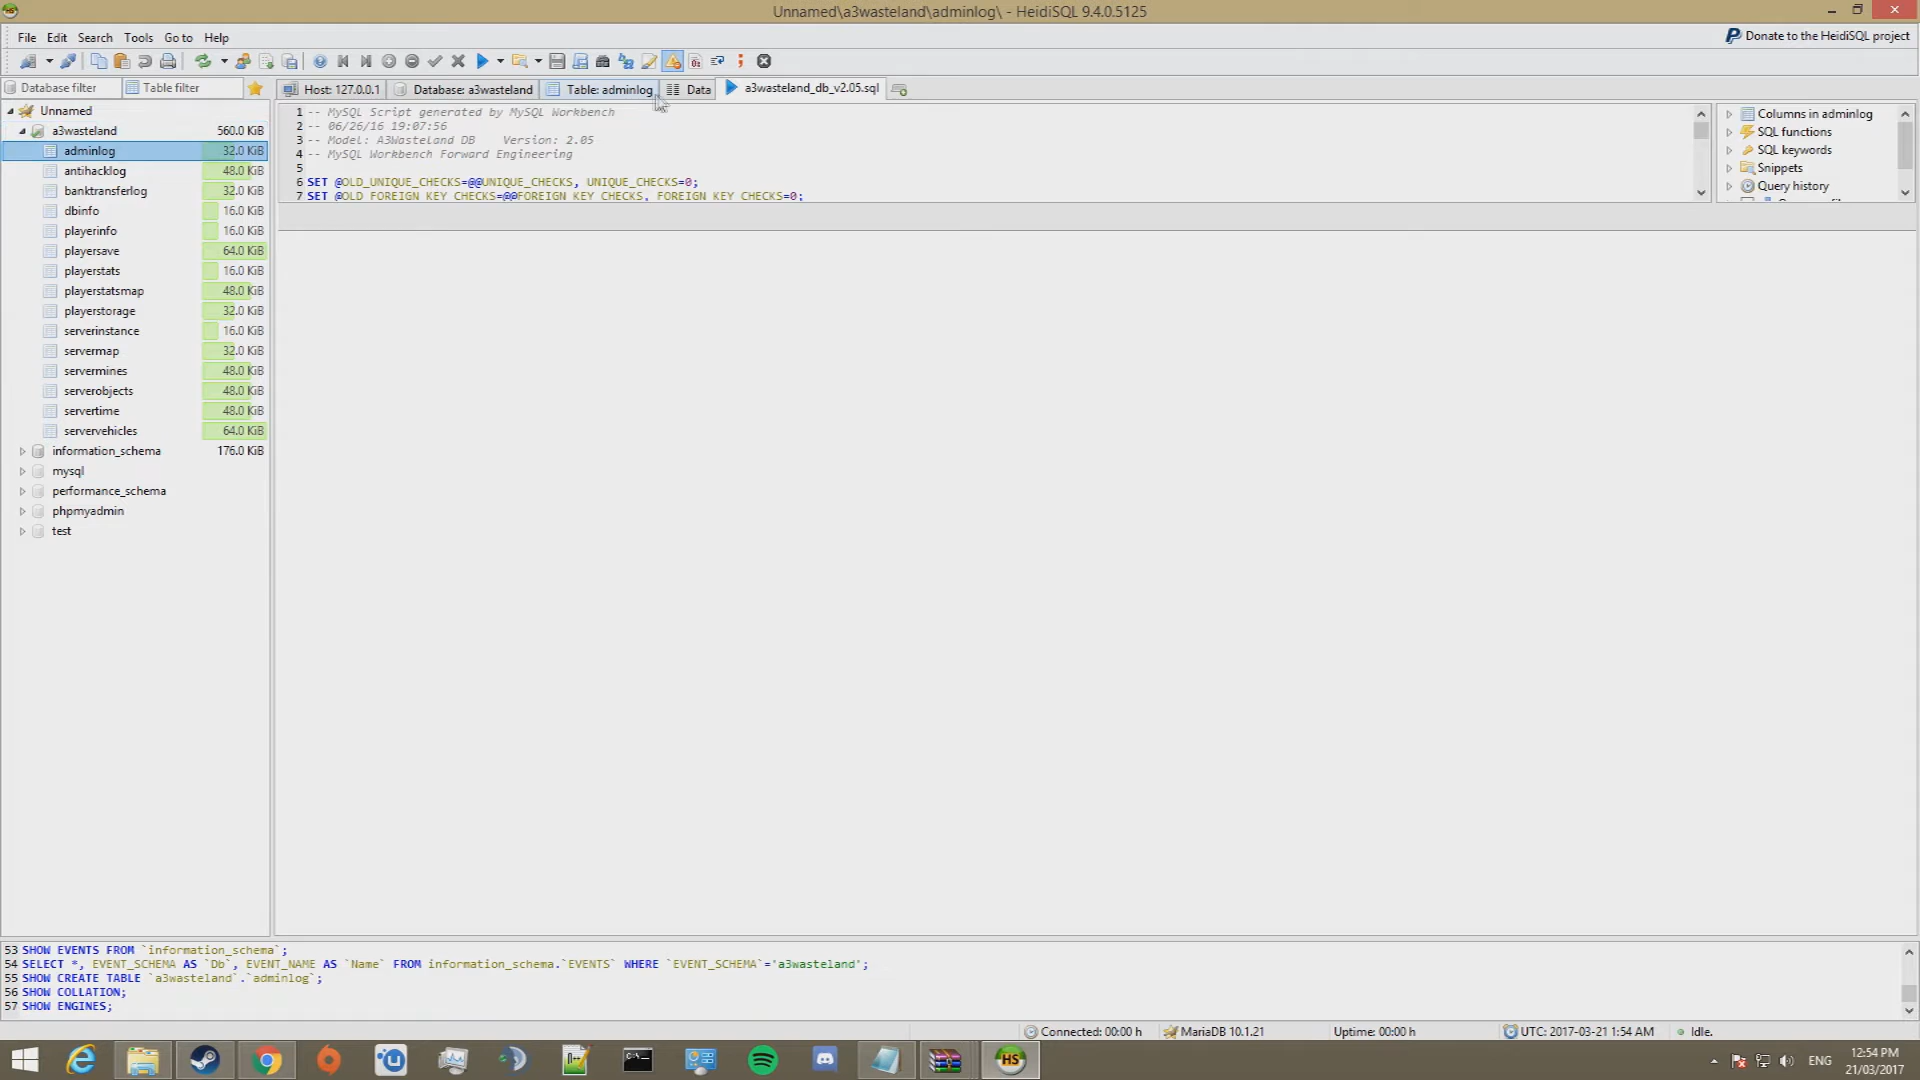 Unnamed\a3wasteland\adminlog\ - HeidiSQL 9.4.0.5125
File Edit Search Tools Go to Help
Donate to the HeidiSQL project
Database filter Table filter
Host: 127.0.0.1 Database: a3wasteland Table: adminlog Data a3wasteland_db_v2.05.sql
Unnamed
a3wasteland 560.0 KiB
adminlog 32.0 KiB
antihacklog 48.0 KiB
banktransferlog 32.0 KiB
dbinfo 16.0 KiB
playerinfo 16.0 KiB
playersave 64.0 KiB
playerstats 16.0 KiB
playerstatsmap 48.0 KiB
playerstorage 32.0 KiB
serverinstance 16.0 KiB
servermap 32.0 KiB
servermines 48.0 KiB
serverobjects 48.0 KiB
servertime 48.0 KiB
servervehicles 64.0 KiB
information_schema 176.0 KiB
mysql
performance_schema
phpmyadmin
test
1 -- MySQL Script generated by MySQL Workbench
2 -- 06/26/16 19:07:56
3 -- Model: A3Wasteland DB    Version: 2.05
4 -- MySQL Workbench Forward Engineering
5
6 SET @OLD_UNIQUE_CHECKS=@@UNIQUE_CHECKS, UNIQUE_CHECKS=0;
7 SET @OLD_FOREIGN_KEY_CHECKS=@@FOREIGN_KEY_CHECKS, FOREIGN_KEY_CHECKS=0;
Columns in adminlog
SQL functions
SQL keywords
Snippets
Query history
53 SHOW EVENTS FROM `information_schema`;
54 SELECT *, EVENT_SCHEMA AS `Db`, EVENT_NAME AS `Name` FROM information_schema.`EVENTS` WHERE `EVENT_SCHEMA`='a3wasteland';
55 SHOW CREATE TABLE `a3wasteland`.`adminlog`;
56 SHOW COLLATION;
57 SHOW ENGINES;
Connected: 00:00 h MariaDB 10.1.21 Uptime: 00:00 h UTC: 2017-03-21 1:54 AM Idle.
HS
ENG
12:54 PM
21/03/2017